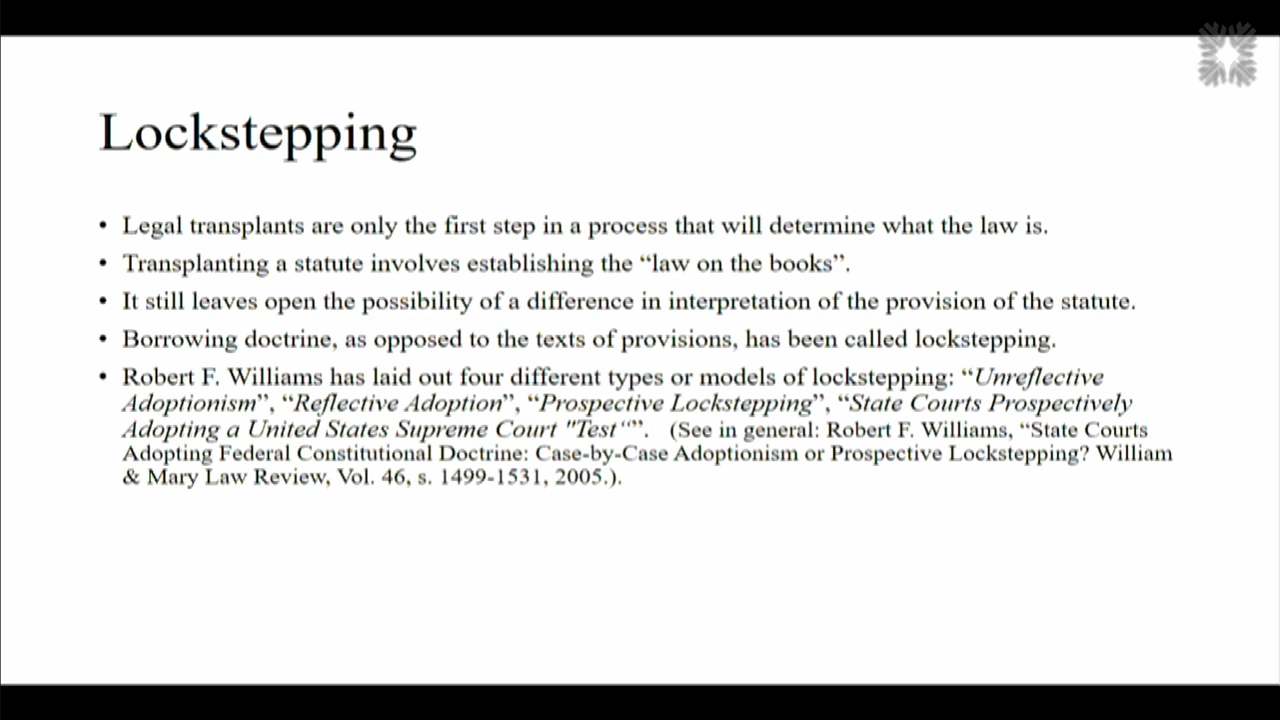 Lockstepping
• Legal transplants are only the first step in a process that will determine what the law is.
• Transplanting a statute involves establishing the “law on the books”.
• It still leaves open the possibility of a difference in interpretation of the provision of the statute.
• Borrowing doctrine, as opposed to the texts of provisions, has been called lockstepping.
• Robert F. Williams has laid out four different types or models of lockstepping: “Unreflective
Adoptionism”, “Reflective Adoption”, “Prospective Lockstepping”, “State Courts Prospectively
Adopting a United States Supreme Court "Test“”. (See in general: Robert F. Williams, “State Courts
Adopting Federal Constitutional Doctrine: Case-by-Case Adoptionism or Prospective Lockstepping? William
& Mary Law Review, Vol. 46, s. 1499-1531, 2005.).